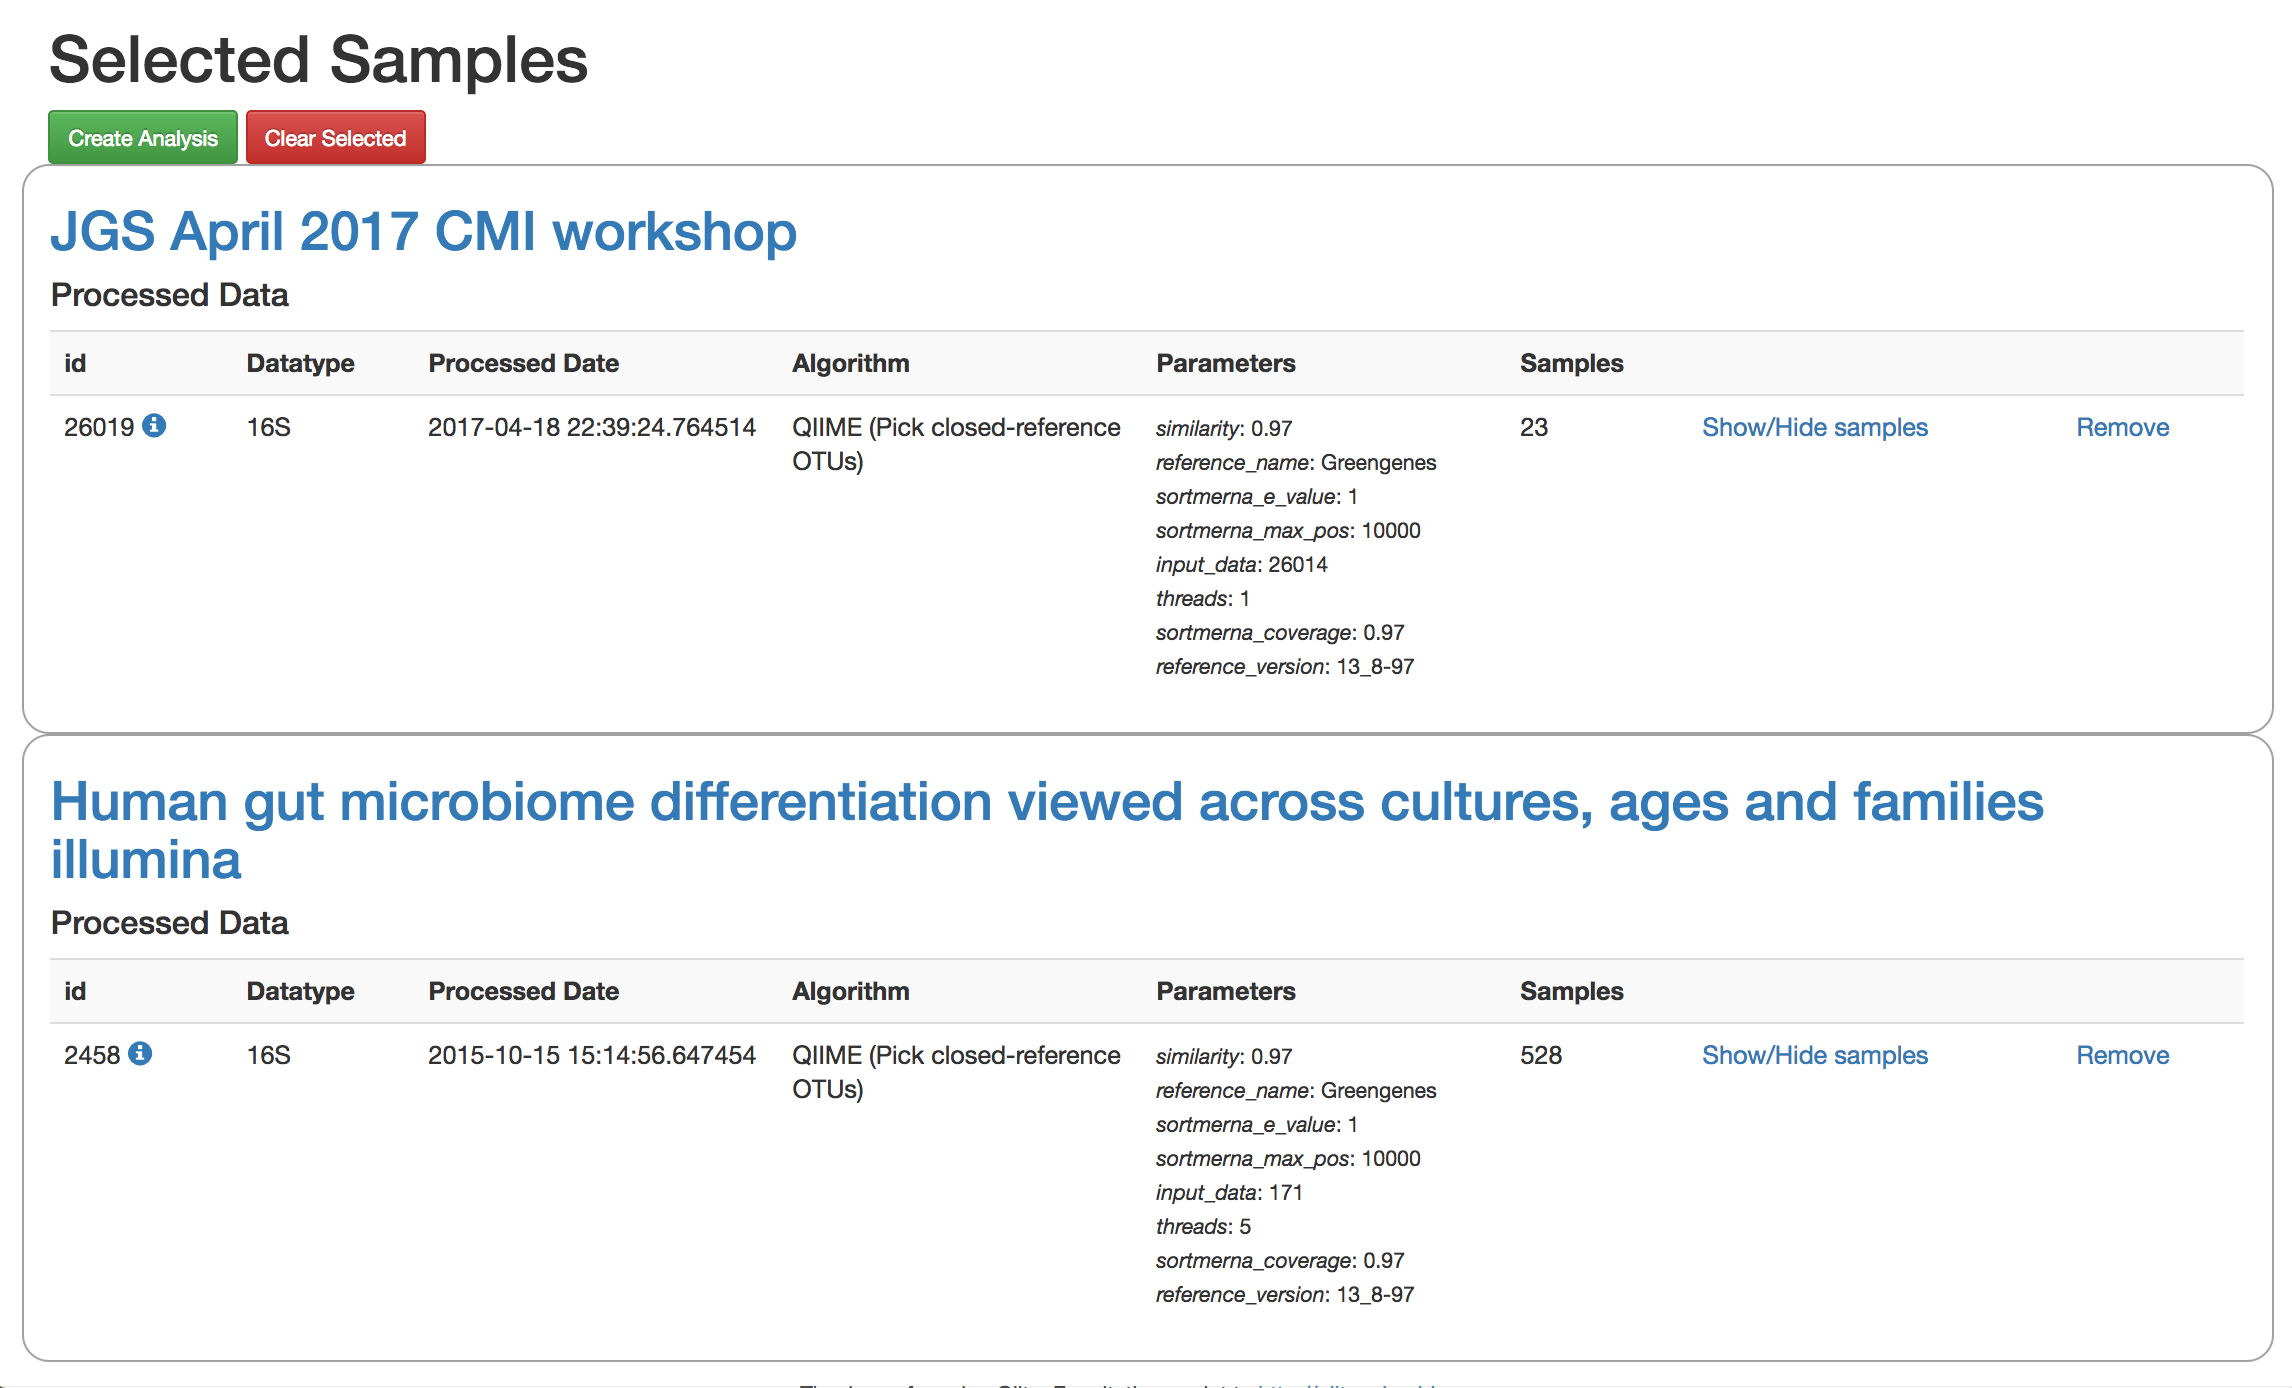 Selected Samples
Create Analysis Clear Selected
JGS April 2017 CMI workshop
Processed Data
id Datatype Processed Date Algorithm Parameters Samples
26019 16S 2017-04-18 22:39:24.764514 QIIME (Pick closed-reference OTUs) similarity: 0.97 23 Show/Hide samples Remove
reference_name: Greengenes
sortmerna_e_value: 1
sortmerna_max_pos: 10000
input_data: 26014
threads: 1
sortmerna_coverage: 0.97
reference_version: 13_8-97
Human gut microbiome differentiation viewed across cultures, ages and families
illumina
Processed Data
id Datatype Processed Date Algorithm Parameters Samples
2458 16S 2015-10-15 15:14:56.647454 QIIME (Pick closed-reference OTUs) similarity: 0.97 528 Show/Hide samples Remove
reference_name: Greengenes
sortmerna_e_value: 1
sortmerna_max_pos: 10000
input_data: 171
threads: 5
sortmerna_coverage: 0.97
reference_version: 13_8-97